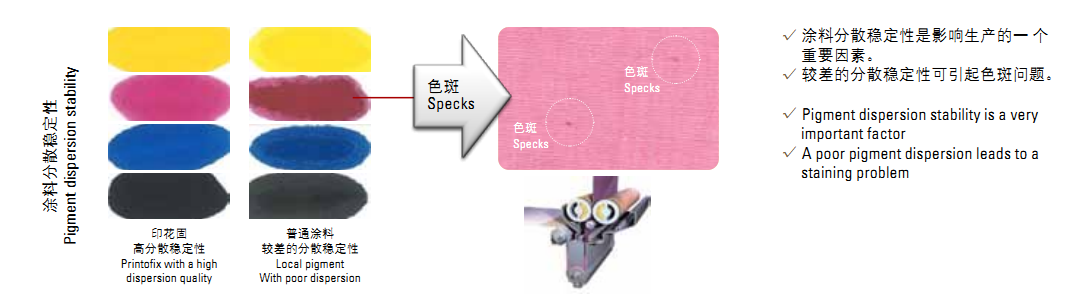 涂料分散稳定性
Pigment dispersion stability
印花固
高分散稳定性
Printofix with a high
dispersion quality
普通涂料
较差的分散稳定性
Local pigment
With poor dispersion
色斑
Specks
色斑
Specks
色斑
Specks
✓ 涂料分散稳定性是影响生产的一个
重要因素。
✓ 较差的分散稳定性可引起色斑问题。
✓ Pigment dispersion stability is a very
important factor
✓ A poor pigment dispersion leads to a
staining problem